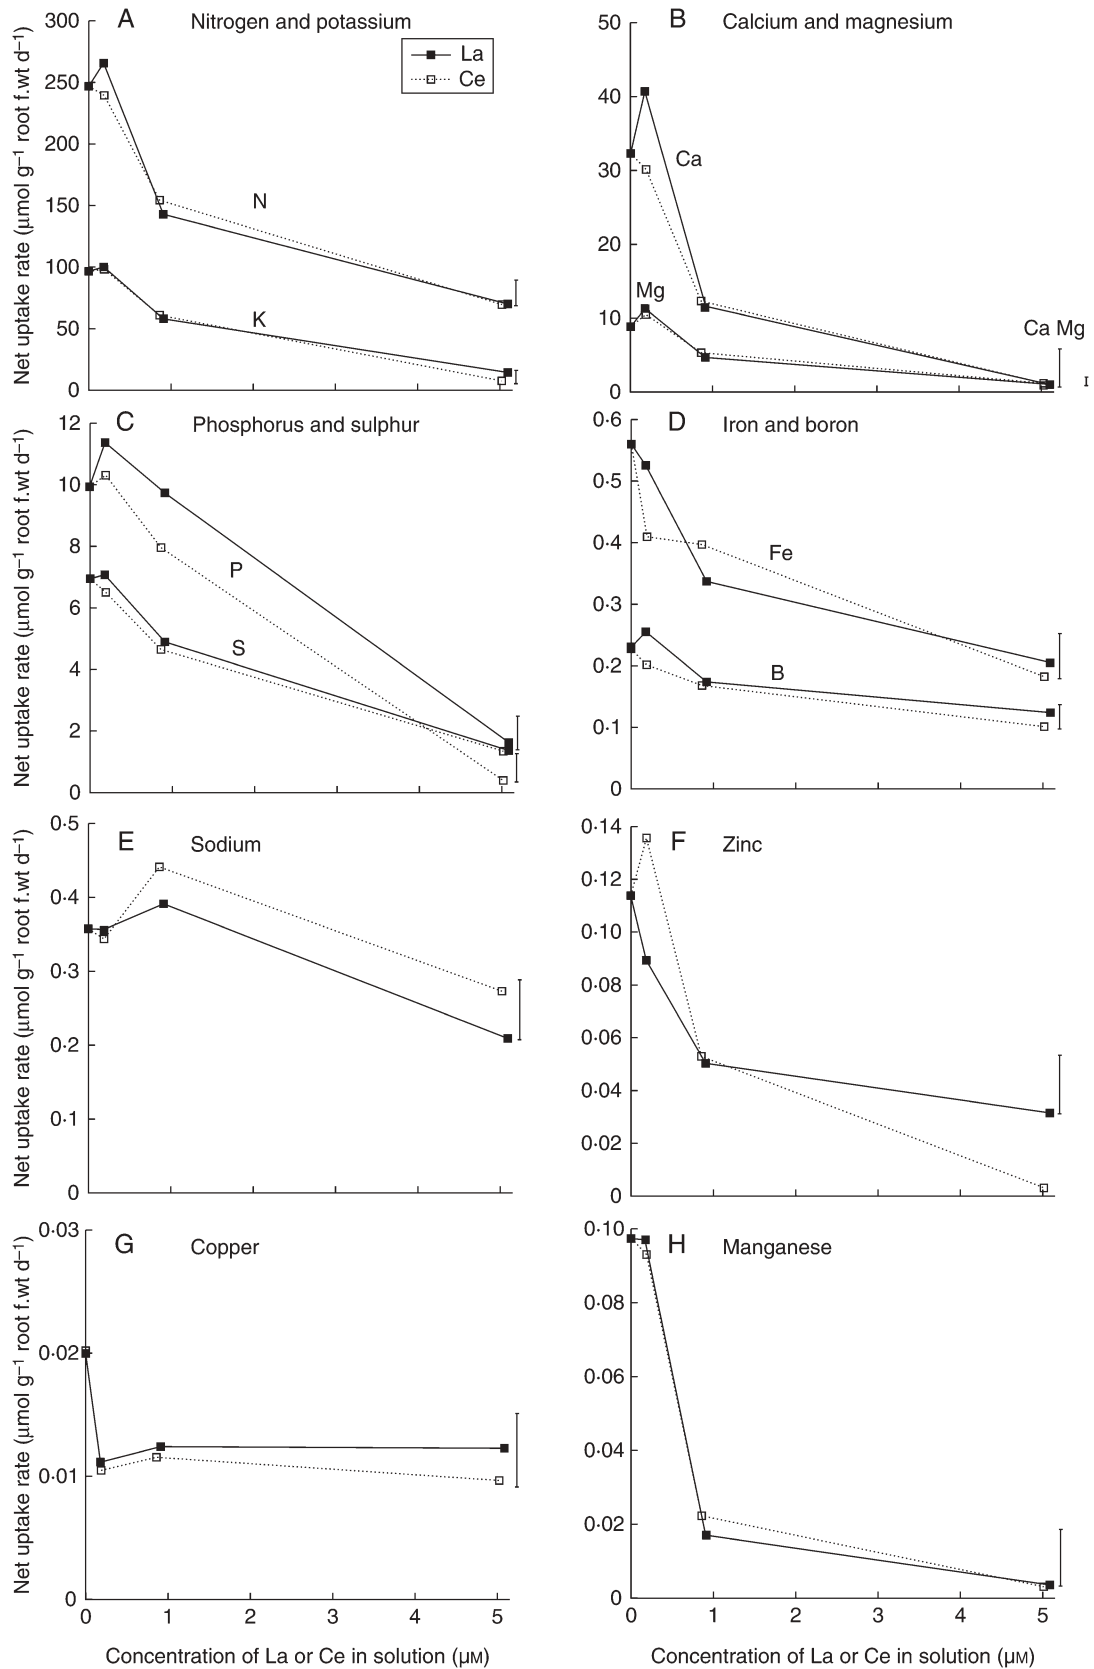 A Nitrogen and potassium
La
Ce
N
K
300
250
200
150
100
50
0
Net uptake rate (μmol g⁻¹ root f.wt d⁻¹)
B Calcium and magnesium
Ca
Mg
Ca Mg
50
40
30
20
10
0
C Phosphorus and sulphur
P
S
12
10
8
6
4
2
0
Net uptake rate (μmol g⁻¹ root f.wt d⁻¹)
D Iron and boron
Fe
B
0·6
0·5
0·4
0·3
0·2
0·1
0
E Sodium
0·5
0·4
0·3
0·2
0·1
0
Net uptake rate (μmol g⁻¹ root f.wt d⁻¹)
F Zinc
0·14
0·12
0·10
0·08
0·06
0·04
0·02
0
G Copper
0·03
0·02
0·01
0
Net uptake rate (μmol g⁻¹ root f.wt d⁻¹)
0 1 2 3 4 5
Concentration of La or Ce in solution (μM)
H Manganese
0·10
0·08
0·06
0·04
0·02
0
0 1 2 3 4 5
Concentration of La or Ce in solution (μM)